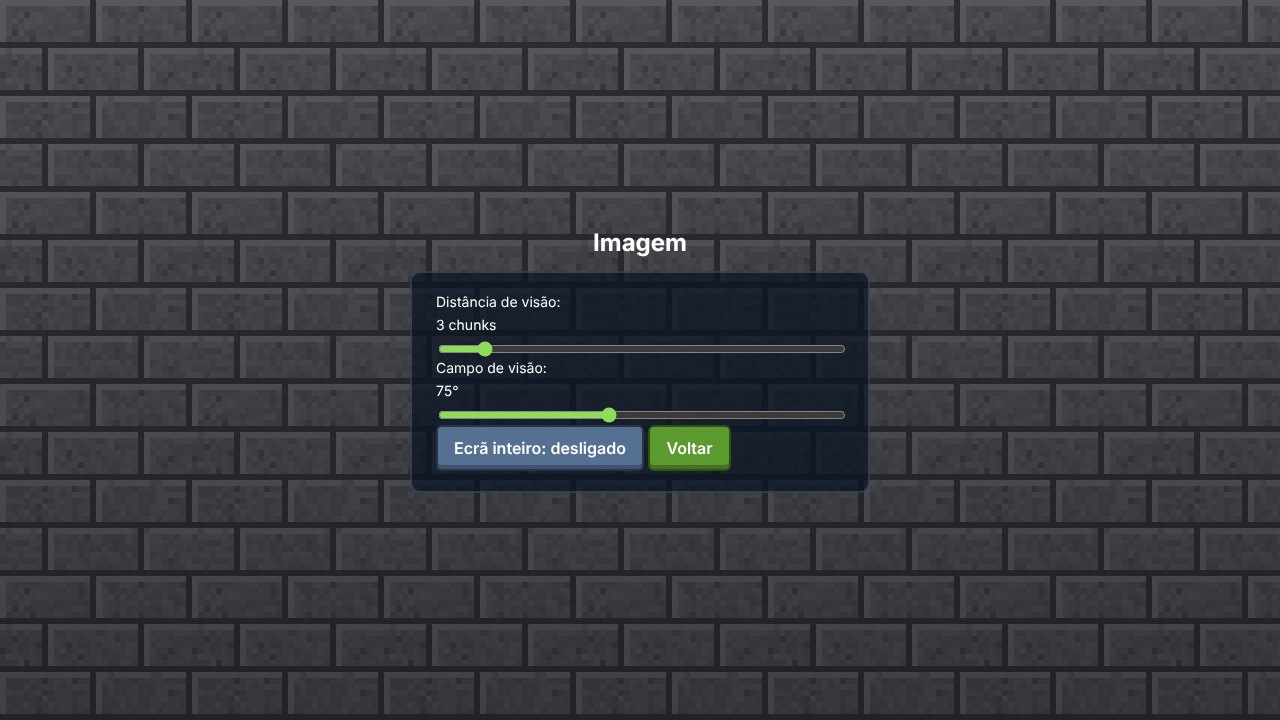 Imagem
Distância de visão:
3 chunks
Campo de visão:
75°
Ecrã inteiro: desligado
Voltar